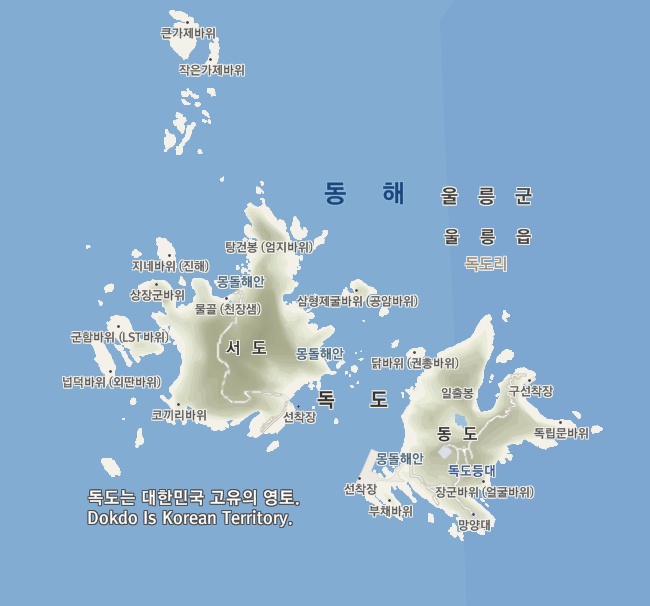 큰가제바위
작은가제바위
동 해
울 릉 군
울 릉 읍
독도리
탕건봉 (엄지바위)
지네바위 (진해)
몽돌해안
상장군바위
물골 (천장샘)
삼형제굴바위 (공암바위)
군함바위 (LST 바위)
서 도
몽돌해안
닭바위 (권총바위)
넙덕바위 (외딴바위)
일출봉
구선착장
독 도
코끼리바위
선착장
동 도
독립문바위
몽돌해안
독도등대
선착장
장군바위 (얼굴바위)
부채바위
망양대
독도는 대한민국 고유의 영토.
Dokdo Is Korean Territory.